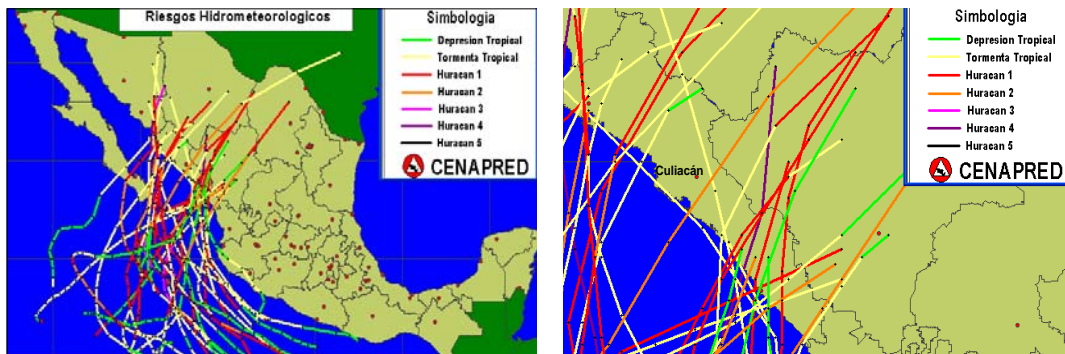 Riesgos Hidrometeorologicos
Simbologia
Depresion Tropical
Tormenta Tropical
Huracan 1
Huracan 2
Huracan 3
Huracan 4
Huracan 5
CENAPRED
Culiacán
Simbologia
Depresion Tropical
Tormenta Tropical
Huracan 1
Huracan 2
Huracan 3
Huracan 4
Huracan 5
CENAPRED